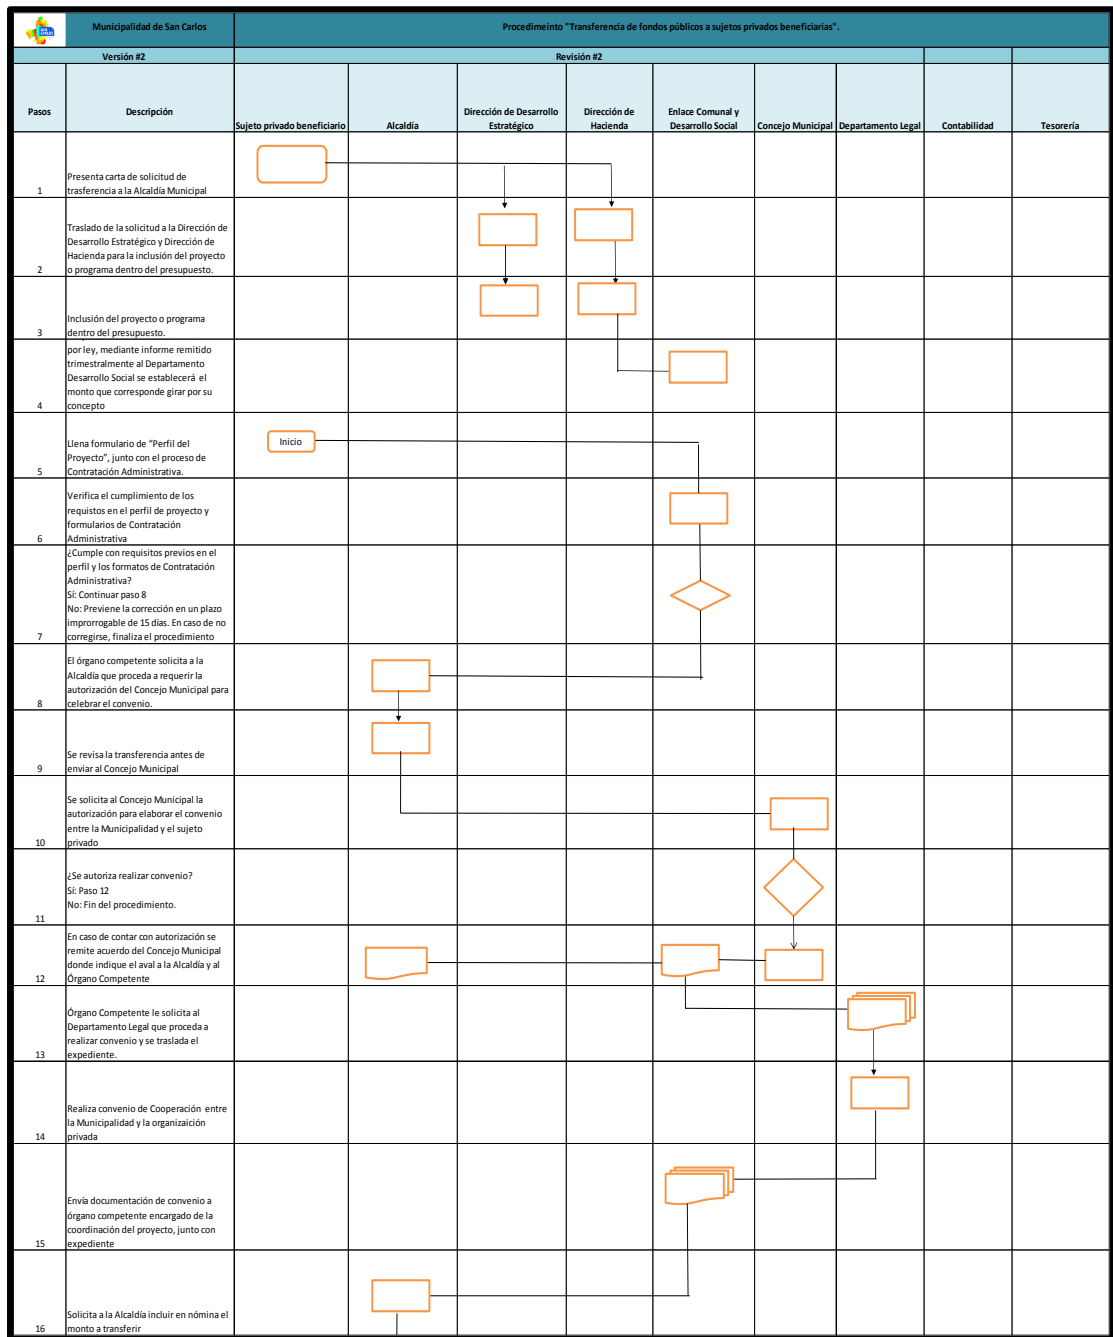 Municipalidad de San Carlos
Procedimeinto "Transferencia de fondos públicos a sujetos privados beneficiarias".
Versión #2
Revisión #2
Pasos
Descripción
Sujeto privado beneficiario
Alcaldía
Dirección de Desarrollo
Estratégico
Dirección de
Hacienda
Enlace Comunal y
Desarrollo Social
Concejo Municipal
Departamento Legal
Contabilidad
Tesorería
1
Presenta carta de solicitud de
trasferencia a la Alcaldía Municipal
2
Traslado de la solicitud a la Dirección de
Desarrollo Estratégico y Dirección de
Hacienda para la inclusión del proyecto
o programa dentro del presupuesto.
3
Inclusión del proyecto o programa
dentro del presupuesto.
4
por ley, mediante informe remitido
trimestralmente al Departamento
Desarrollo Social se establecerá el
monto que corresponde girar por su
concepto
5
Llena formulario de “Perfil del
Proyecto”, junto con el proceso de
Contratación Administrativa.
Inicio
6
Verifica el cumplimiento de los
requistos en el perfil de proyecto y
formularios de Contratación
Administrativa
7
¿Cumple con requisitos previos en el
perfil y los formatos de Contratación
Administrativa?
Sí: Continuar paso 8
No: Previene la corrección en un plazo
improrrogable de 15 días. En caso de no
corregirse, finaliza el procedimiento
8
El órgano competente solicita a la
Alcaldía que proceda a requerir la
autorización del Concejo Municipal para
celebrar el convenio.
9
Se revisa la transferencia antes de
enviar al Concejo Municipal
10
Se solicita al Concejo Municipal la
autorización para elaborar el convenio
entre la Municipalidad y el sujeto
privado
11
¿Se autoriza realizar convenio?
Sí: Paso 12
No: Fin del procedimiento.
12
En caso de contar con autorización se
remite acuerdo del Concejo Municipal
donde indique el aval a la Alcaldía y al
Órgano Competente
13
Órgano Competente le solicita al
Departamento Legal que proceda a
realizar convenio y se traslada el
expediente.
14
Realiza convenio de Cooperación entre
la Municipalidad y la organizaición
privada
15
Envía documentación de convenio a
órgano competente encargado de la
coordinación del proyecto, junto con
expediente
16
Solicita a la Alcaldía incluir en nómina el
monto a transferir